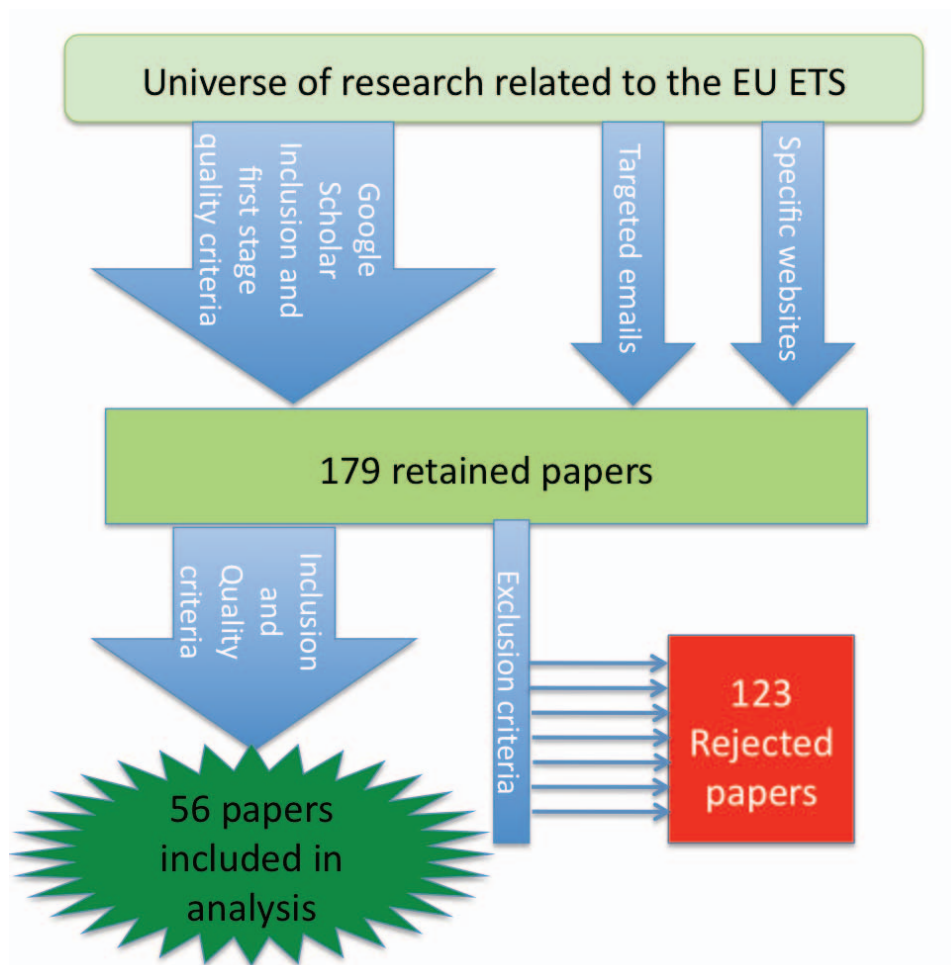 Universe of research related to the EU ETS
Google
Scholar
Inclusion and
first stage
quality criteria
Targeted emails
Specific websites
179 retained papers
Inclusion
and
Quality
criteria
Exclusion criteria
123
Rejected
papers
56 papers
included in
analysis